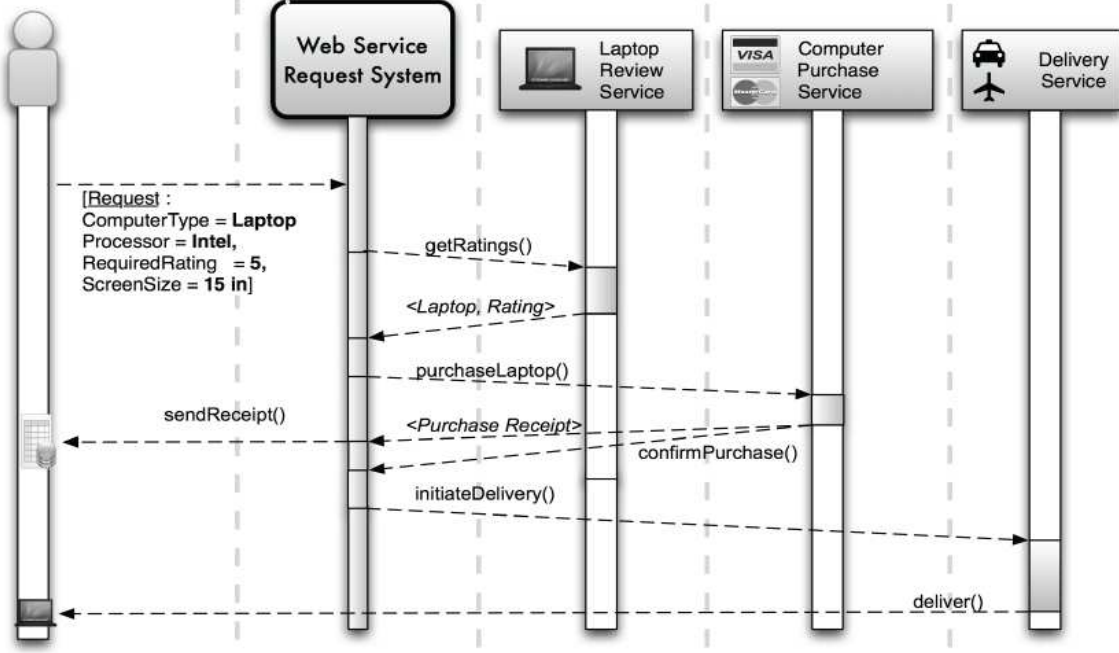 Web Service
Request System
Laptop
Review
Service
VISA
MasterCard
Computer
Purchase
Service
Delivery
Service
[Request :
ComputerType = Laptop
Processor = Intel,
RequiredRating = 5,
ScreenSize = 15 in]
getRatings()
<Laptop, Rating>
purchaseLaptop()
sendReceipt()
<Purchase Receipt>
confirmPurchase()
initiateDelivery()
deliver()